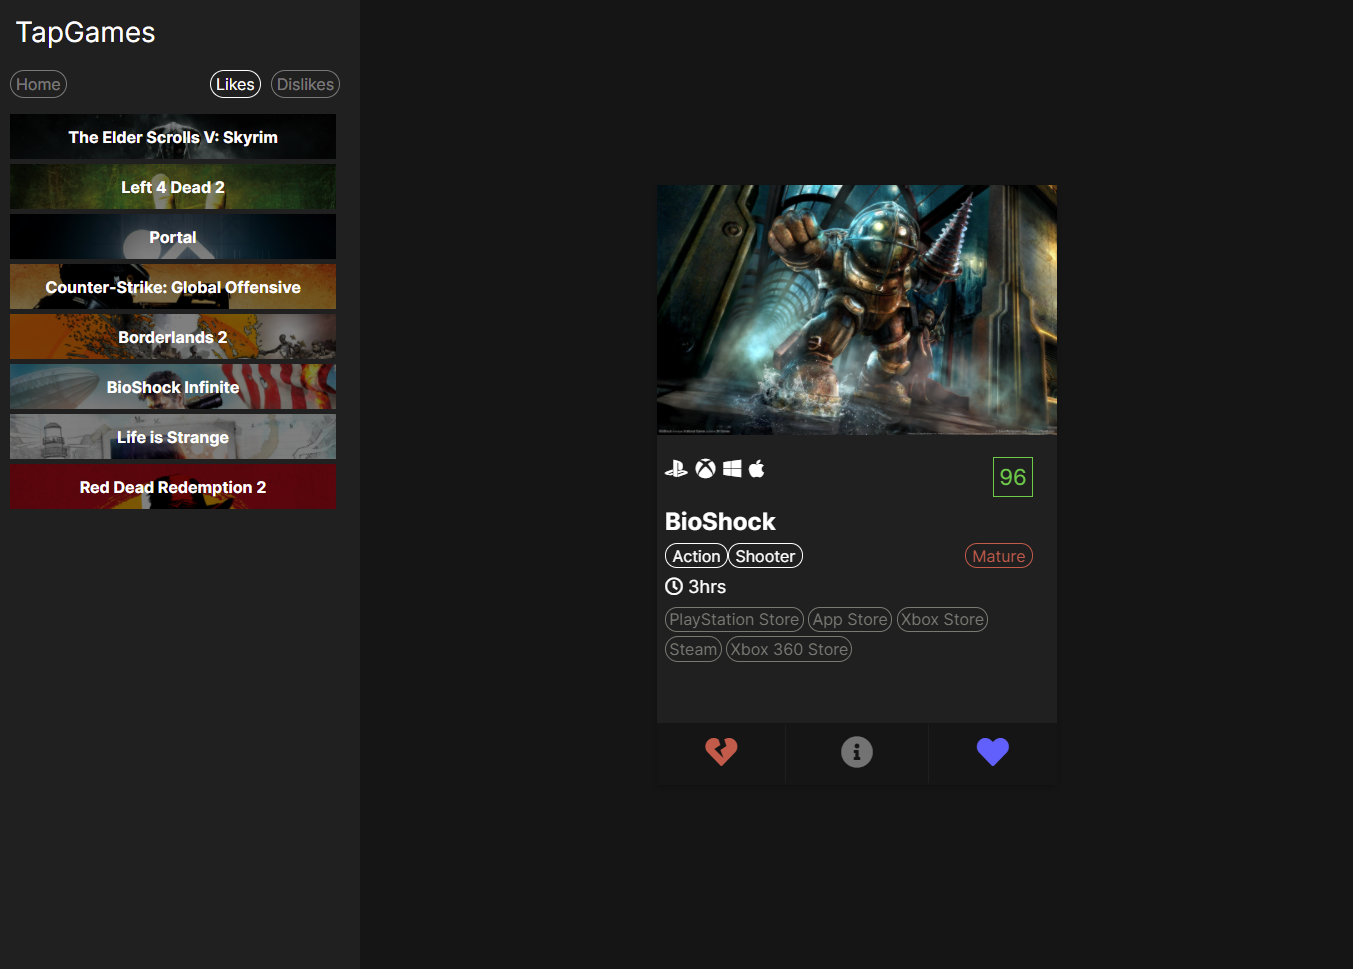 TapGames
Home Likes Dislikes
The Elder Scrolls V: Skyrim
Left 4 Dead 2
Portal
Counter-Strike: Global Offensive
Borderlands 2
BioShock Infinite
Life is Strange
Red Dead Redemption 2
96
BioShock
Action Shooter Mature
3hrs
PlayStation Store App Store Xbox Store
Steam Xbox 360 Store